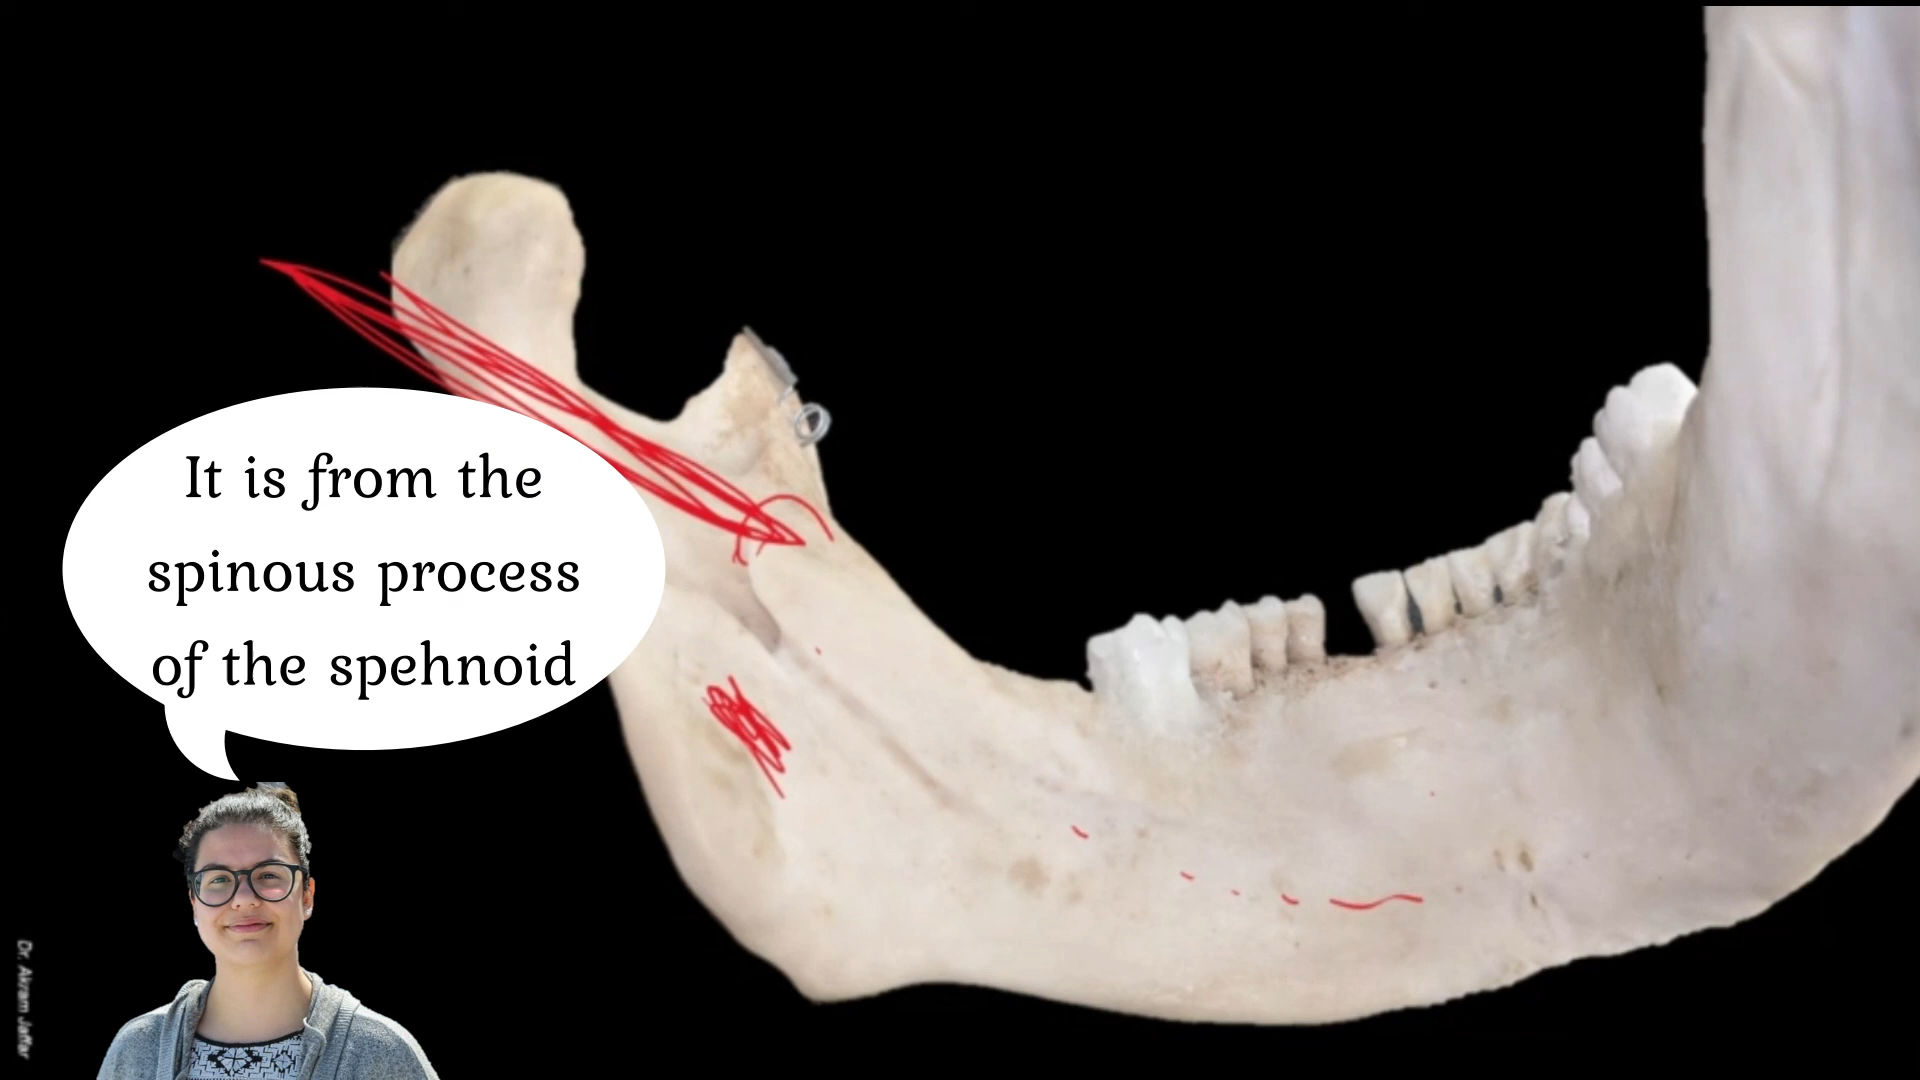 It is from the
spinous process
of the spehnoid
Dr. Akram Jaffar